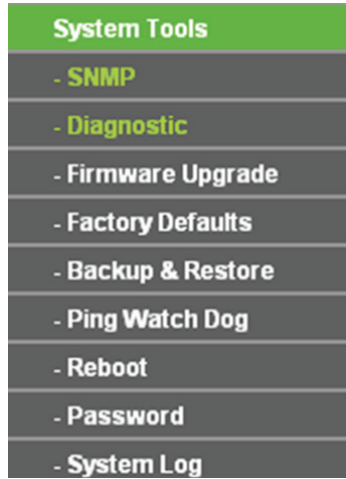 System Tools
- SNMP
- Diagnostic
- Firmware Upgrade
- Factory Defaults
- Backup & Restore
- Ping Watch Dog
- Reboot
- Password
- System Log